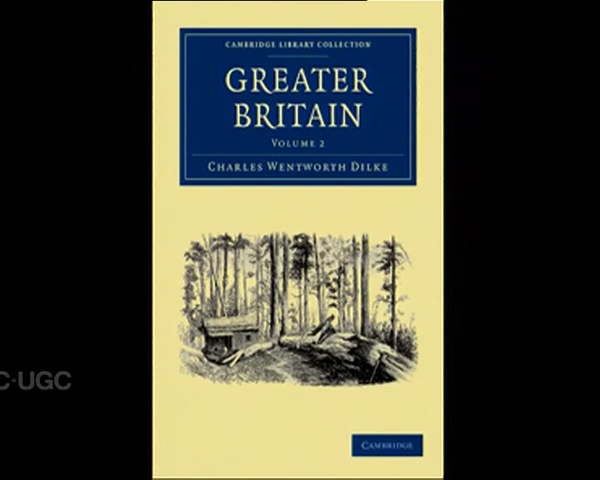 CAMBRIDGE LIBRARY COLLECTION
GREATER
BRITAIN
VOLUME 2
CHARLES WENTWORTH DILKE
C-UGC
CAMBRIDGE